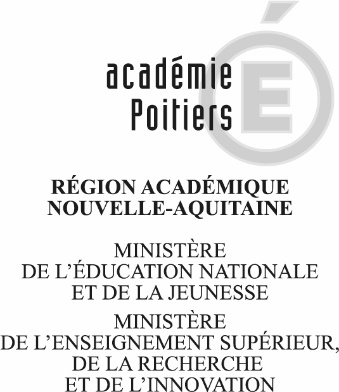 académie
Poitiers
É
RÉGION ACADÉMIQUE
NOUVELLE-AQUITAINE
MINISTÈRE
DE L'ÉDUCATION NATIONALE
ET DE LA JEUNESSE
MINISTÈRE
DE L'ENSEIGNEMENT SUPÉRIEUR,
DE LA RECHERCHE
ET DE L'INNOVATION